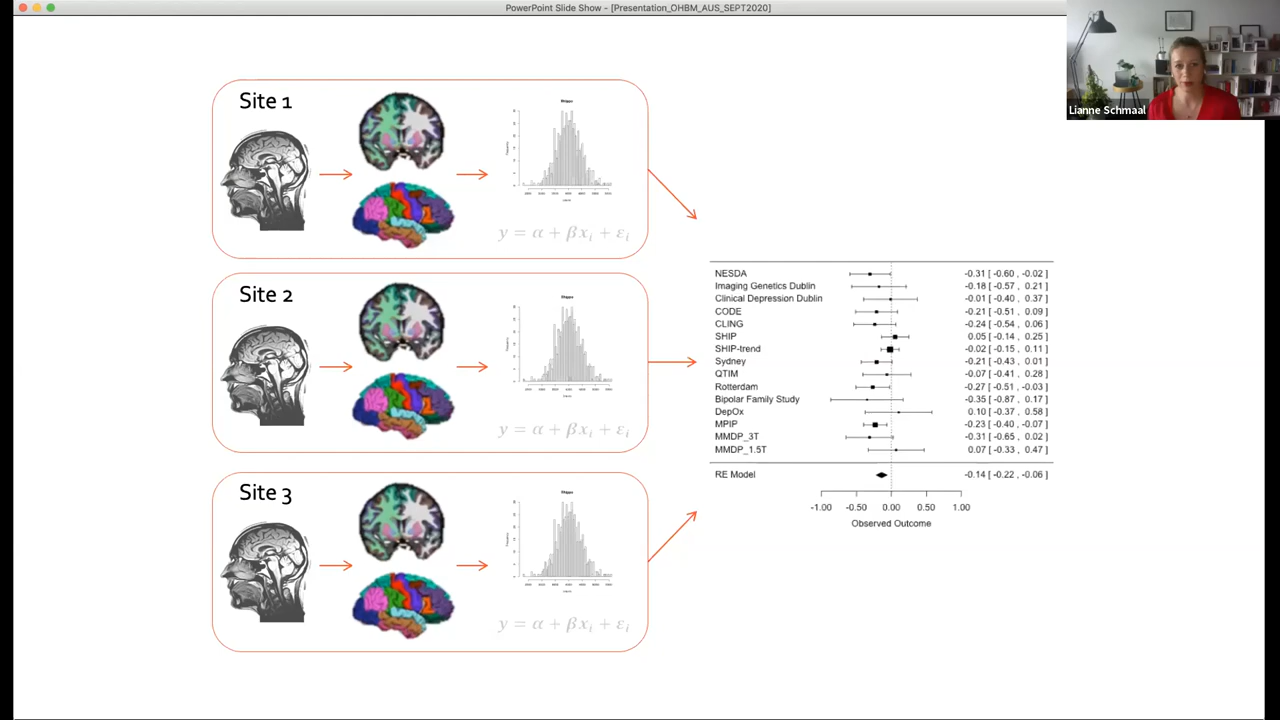 PowerPoint Slide Show - [Presentation_OHBM_AUS_SEPT2020]
Lianne Schmaal
Site 1
y = α + βxᵢ + εᵢ
Site 2
y = α + βxᵢ + εᵢ
Site 3
y = α + βxᵢ + εᵢ
NESDA -0.31 [ -0.60 , -0.02 ]
Imaging Genetics Dublin -0.18 [ -0.57 , 0.21 ]
Clinical Depression Dublin -0.01 [ -0.40 , 0.37 ]
CODE -0.21 [ -0.51 , 0.09 ]
CLING -0.24 [ -0.54 , 0.06 ]
SHIP 0.05 [ -0.14 , 0.25 ]
SHIP-trend -0.02 [ -0.15 , 0.11 ]
Sydney -0.21 [ -0.43 , 0.01 ]
QTIM -0.07 [ -0.41 , 0.28 ]
Rotterdam -0.27 [ -0.51 , -0.03 ]
Bipolar Family Study -0.35 [ -0.87 , 0.17 ]
DepOx 0.10 [ -0.37 , 0.58 ]
MPIP -0.23 [ -0.40 , -0.07 ]
MMDP_3T -0.31 [ -0.65 , 0.02 ]
MMDP_1.5T 0.07 [ -0.33 , 0.47 ]
RE Model -0.14 [ -0.22 , -0.06 ]
-1.00 -0.50 0.00 0.50 1.00
Observed Outcome